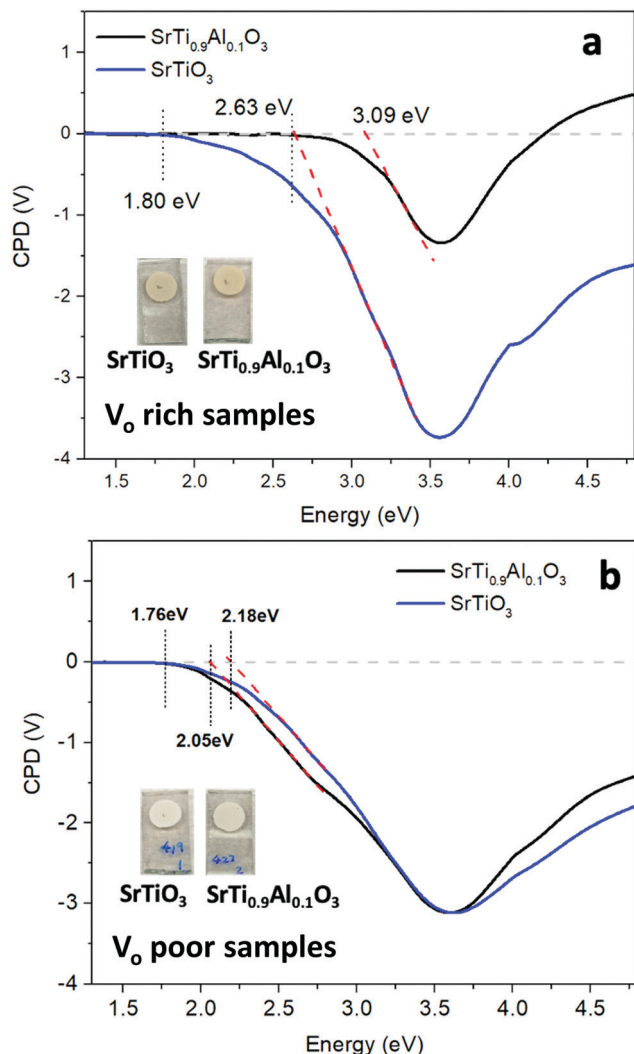 a
SrTi₀.₉Al₀.₁O₃
SrTiO₃
2.63 eV
3.09 eV
1.80 eV
SrTiO₃ SrTi₀.₉Al₀.₁O₃
Vₒ rich samples
CPD (V)
1
0
-1
-2
-3
-4
1.5 2.0 2.5 3.0 3.5 4.0 4.5
Energy (eV)
b
SrTi₀.₉Al₀.₁O₃
SrTiO₃
1.76eV
2.18eV
2.05eV
419
1
422
2
SrTiO₃ SrTi₀.₉Al₀.₁O₃
Vₒ poor samples
CPD (V)
1
0
-1
-2
-3
-4
1.5 2.0 2.5 3.0 3.5 4.0 4.5
Energy (eV)